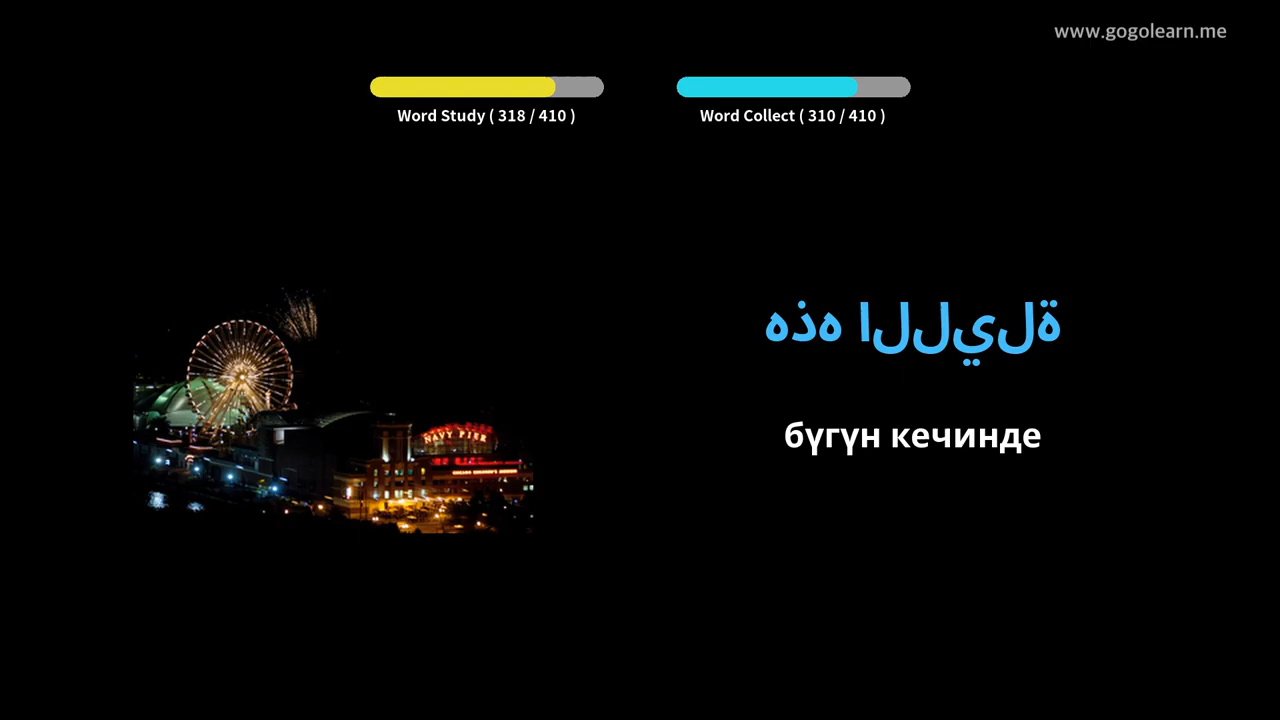 www.gogolearn.me
Word Study ( 318 / 410 )
Word Collect ( 310 / 410 )
هذه الليلة
бүгүн кечинде
NAVY PIER